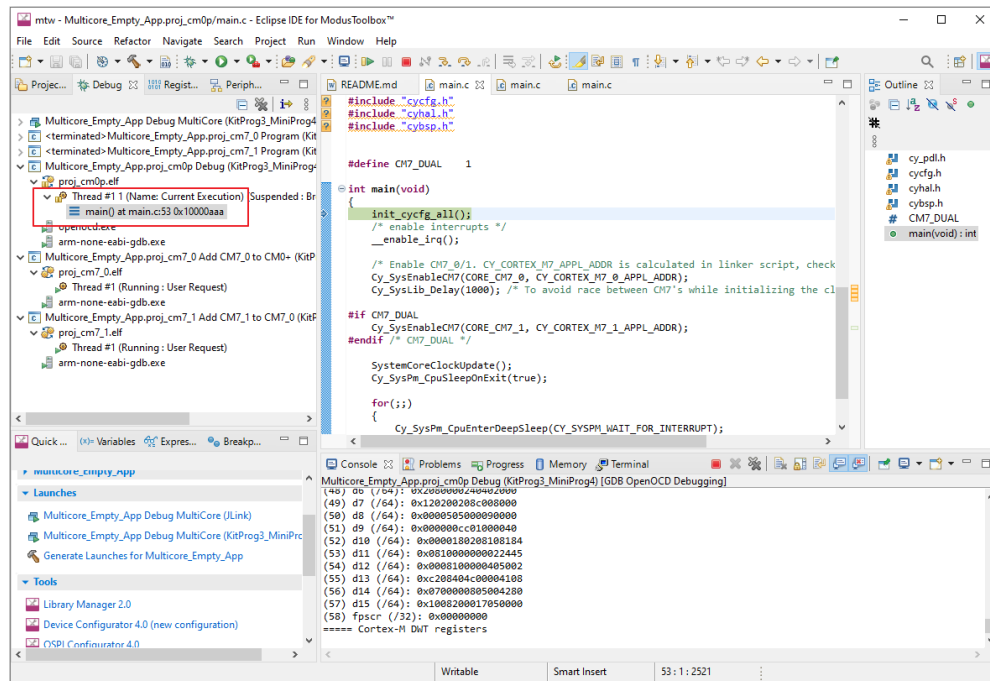 mtw - Multicore_Empty_App.proj_cm0p/main.c - Eclipse IDE for ModusToolbox™
File Edit Source Refactor Navigate Search Project Run Window Help
Projec... Debug Regist... Periph...
Multicore_Empty_App Debug MultiCore (KitProg3_MiniProg4
<terminated>Multicore_Empty_App.proj_cm7_0 Program (Kit
<terminated>Multicore_Empty_App.proj_cm7_1 Program (Kit
Multicore_Empty_App.proj_cm0p Debug (KitProg3_MiniProg4
proj_cm0p.elf
Thread #1 1 (Name: Current Execution) (Suspended : Br
main() at main.c:53 0x10000aaa
openocd.exe
arm-none-eabi-gdb.exe
Multicore_Empty_App.proj_cm7_0 Add CM7_0 to CM0+ (KitP
proj_cm7_0.elf
Thread #1 (Running : User Request)
arm-none-eabi-gdb.exe
Multicore_Empty_App.proj_cm7_1 Add CM7_1 to CM7_0 (KitP
proj_cm7_1.elf
Thread #1 (Running : User Request)
arm-none-eabi-gdb.exe
README.md main.c main.c main.c
#include "cycfg.h"
#include "cyhal.h"
#include "cybsp.h"
#define CM7_DUAL 1
int main(void)
{
init_cycfg_all();
/* enable interrupts */
__enable_irq();
/* Enable CM7_0/1. CY_CORTEX_M7_APPL_ADDR is calculated in linker script, check
Cy_SysEnableCM7(CORE_CM7_0, CY_CORTEX_M7_0_APPL_ADDR);
Cy_SysLib_Delay(1000); /* To avoid race between CM7's while initializing the cl
#if CM7_DUAL
Cy_SysEnableCM7(CORE_CM7_1, CY_CORTEX_M7_1_APPL_ADDR);
#endif /* CM7_DUAL */
SystemCoreClockUpdate();
Cy_SysPm_CpuSleepOnExit(true);
for(;;)
{
Cy_SysPm_CpuEnterDeepSleep(CY_SYSPM_WAIT_FOR_INTERRUPT);
Outline
cy_pdl.h
cycfg.h
cyhal.h
cybsp.h
# CM7_DUAL
main(void) : int
Quick ... (x)= Variables Expres... Breakp...
Multicore_Empty_App
Launches
Multicore_Empty_App Debug MultiCore (JLink)
Multicore_Empty_App Debug MultiCore (KitProg3_MiniPro
Generate Launches for Multicore_Empty_App
Tools
Library Manager 2.0
Device Configurator 4.0 (new configuration)
QSPI Configurator 4.0
Console Problems Progress Memory Terminal
Multicore_Empty_App.proj_cm0p Debug (KitProg3_MiniProg4) [GDB OpenOCD Debugging]
(48) d6 (/64): 0x2080000240402000
(49) d7 (/64): 0x120200208c008000
(50) d8 (/64): 0x0000505000090000
(51) d9 (/64): 0x000000cc01000040
(52) d10 (/64): 0x0000180208108184
(53) d11 (/64): 0x0810000000022445
(54) d12 (/64): 0x0008100000405002
(55) d13 (/64): 0xc208404c00004108
(56) d14 (/64): 0x0700000805004280
(57) d15 (/64): 0x1008200017050000
(58) fpscr (/32): 0x00000000
===== Cortex-M DWT registers
Writable Smart Insert 53 : 1 : 2521